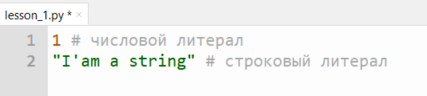 lesson_1.py * ×
1 1 # числовой литерал
2 "I'am a string" # строковый литерал